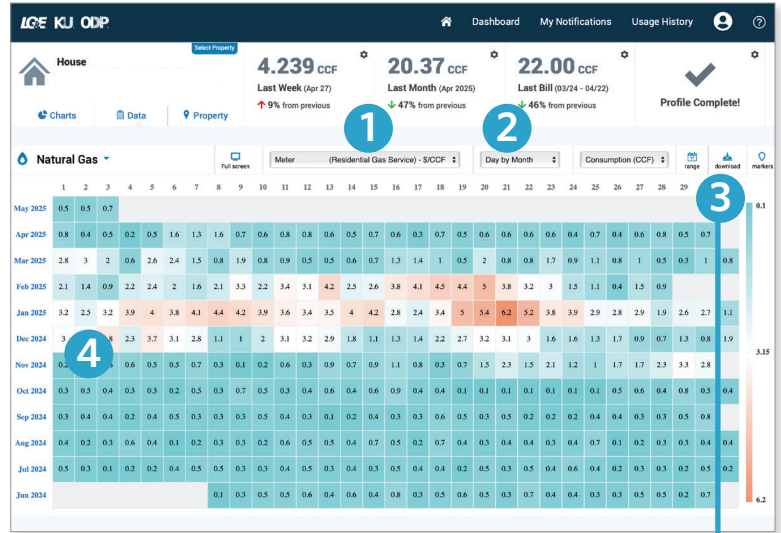 LG&E KU ODP
Dashboard My Notifications Usage History ?
House
Select Property
Charts Data Property
4.239 CCF
Last Week (Apr 27)
9% from previous
20.37 CCF
Last Month (Apr 2025)
47% from previous
22.00 CCF
Last Bill (03/24 - 04/22)
46% from previous
Profile Complete!
1 2
Natural Gas Full screen Meter (Residential Gas Service) - $/CCF Day by Month Consumption (CCF) range download markers
1 2 3 4 5 6 7 8 9 10 11 12 13 14 15 16 17 18 19 20 21 22 23 24 25 26 27 28 29
3
May 2025 0.5 0.5 0.7
Apr 2025 0.8 0.4 0.5 0.2 0.5 1.6 1.3 1.6 0.7 0.6 0.8 0.8 0.6 0.5 0.7 0.6 0.3 0.7 0.5 0.6 0.6 0.6 0.6 0.4 0.7 0.4 0.6 0.8 0.5 0.7
Mar 2025 2.8 3 2 0.6 2.6 2.4 1.5 0.8 1.9 0.8 0.9 0.5 0.5 0.6 0.7 1.3 1.4 1 0.5 2 0.8 0.8 1.7 0.9 1.1 0.8 1 0.5 0.3 1 0.8
Feb 2025 2.1 1.4 0.9 2.2 2.4 2 1.6 2.1 3.3 2.2 3.4 3.1 4.2 2.5 2.6 3.8 4.1 4.5 4.4 5 3.8 3.2 3 1.5 1.1 0.4 1.5 0.9
Jan 2025 3.2 2.5 3.2 3.9 4 3.8 4.1 4.4 4.2 3.9 3.6 3.4 3.5 4 4.2 2.8 2.4 3.4 5 5.4 6.2 5.2 3.8 3.9 2.9 2.8 2.9 1.9 2.6 2.7 1.1
Dec 2024 3 2.3 3.7 3.1 2.8 1.1 1 2 3.1 3.2 2.9 1.8 1.1 1.3 1.4 2.2 2.7 3.2 3.1 3 1.6 1.6 1.3 1.7 0.9 0.7 1.3 0.8 1.9
4
Nov 2024 0.6 0.5 0.5 0.7 0.3 0.1 0.2 0.6 0.3 0.9 0.7 0.9 1.1 0.8 0.3 0.7 1.5 2.3 1.5 2.1 1.2 1 1.7 1.7 2.3 3.3 2.8
Oct 2024 0.3 0.5 0.4 0.3 0.3 0.2 0.5 0.3 0.7 0.5 0.3 0.4 0.6 0.4 0.6 0.9 0.4 0.4 0.1 0.1 0.1 0.1 0.1 0.1 0.1 0.5 0.6 0.4 0.8 0.5 0.4
Sep 2024 0.3 0.4 0.4 0.2 0.4 0.5 0.3 0.3 0.3 0.5 0.4 0.3 0.1 0.2 0.4 0.3 0.3 0.6 0.5 0.3 0.5 0.2 0.2 0.2 0.4 0.4 0.3 0.3 0.5 0.8
Aug 2024 0.4 0.2 0.3 0.6 0.4 0.1 0.2 0.3 0.3 0.2 0.6 0.5 0.5 0.4 0.7 0.5 0.2 0.7 0.4 0.3 0.4 0.4 0.3 0.4 0.7 0.1 0.2 0.3 0.3 0.4 0.4
Jul 2024 0.5 0.3 0.1 0.2 0.2 0.4 0.5 0.5 0.3 0.3 0.4 0.5 0.3 0.4 0.3 0.5 0.4 0.4 0.2 0.5 0.3 0.5 0.4 0.6 0.4 0.2 0.3 0.3 0.2 0.5 0.2
Jun 2024 0.1 0.3 0.5 0.5 0.6 0.4 0.6 0.4 0.8 0.3 0.5 0.6 0.5 0.3 0.7 0.4 0.4 0.3 0.3 0.5 0.5 0.2 0.7
0.1
3.15
6.2